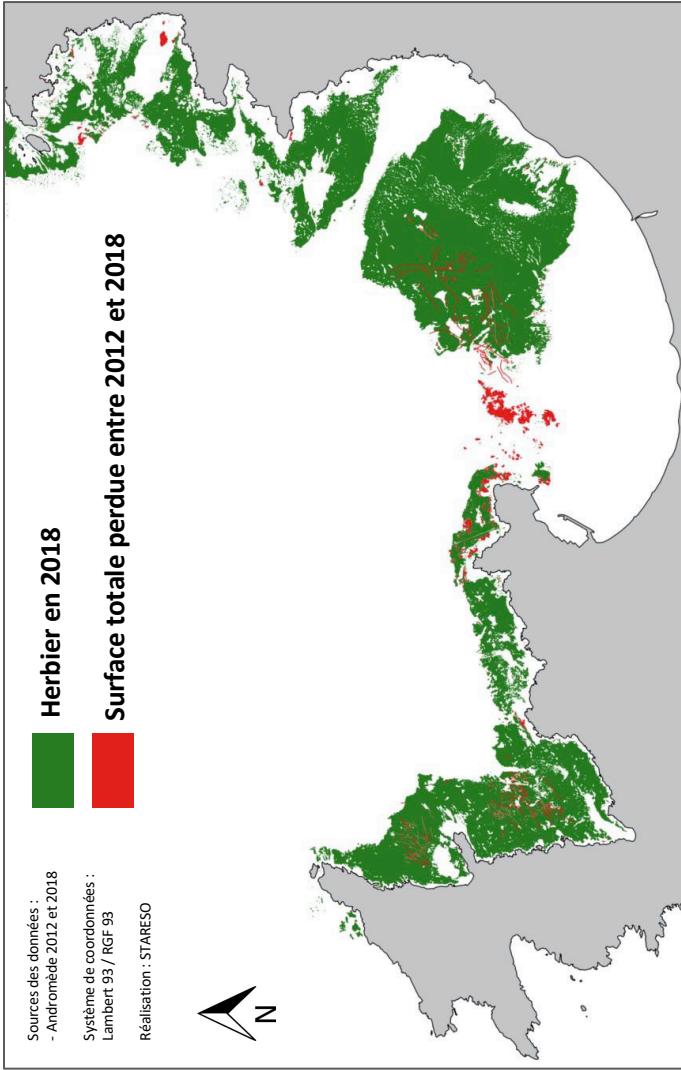 Sources des données :
- Andromède 2012 et 2018
Système de coordonnées :
Lambert 93 / RGF 93
Réalisation : STARESO
N
Herbier en 2018
Surface totale perdue entre 2012 et 2018